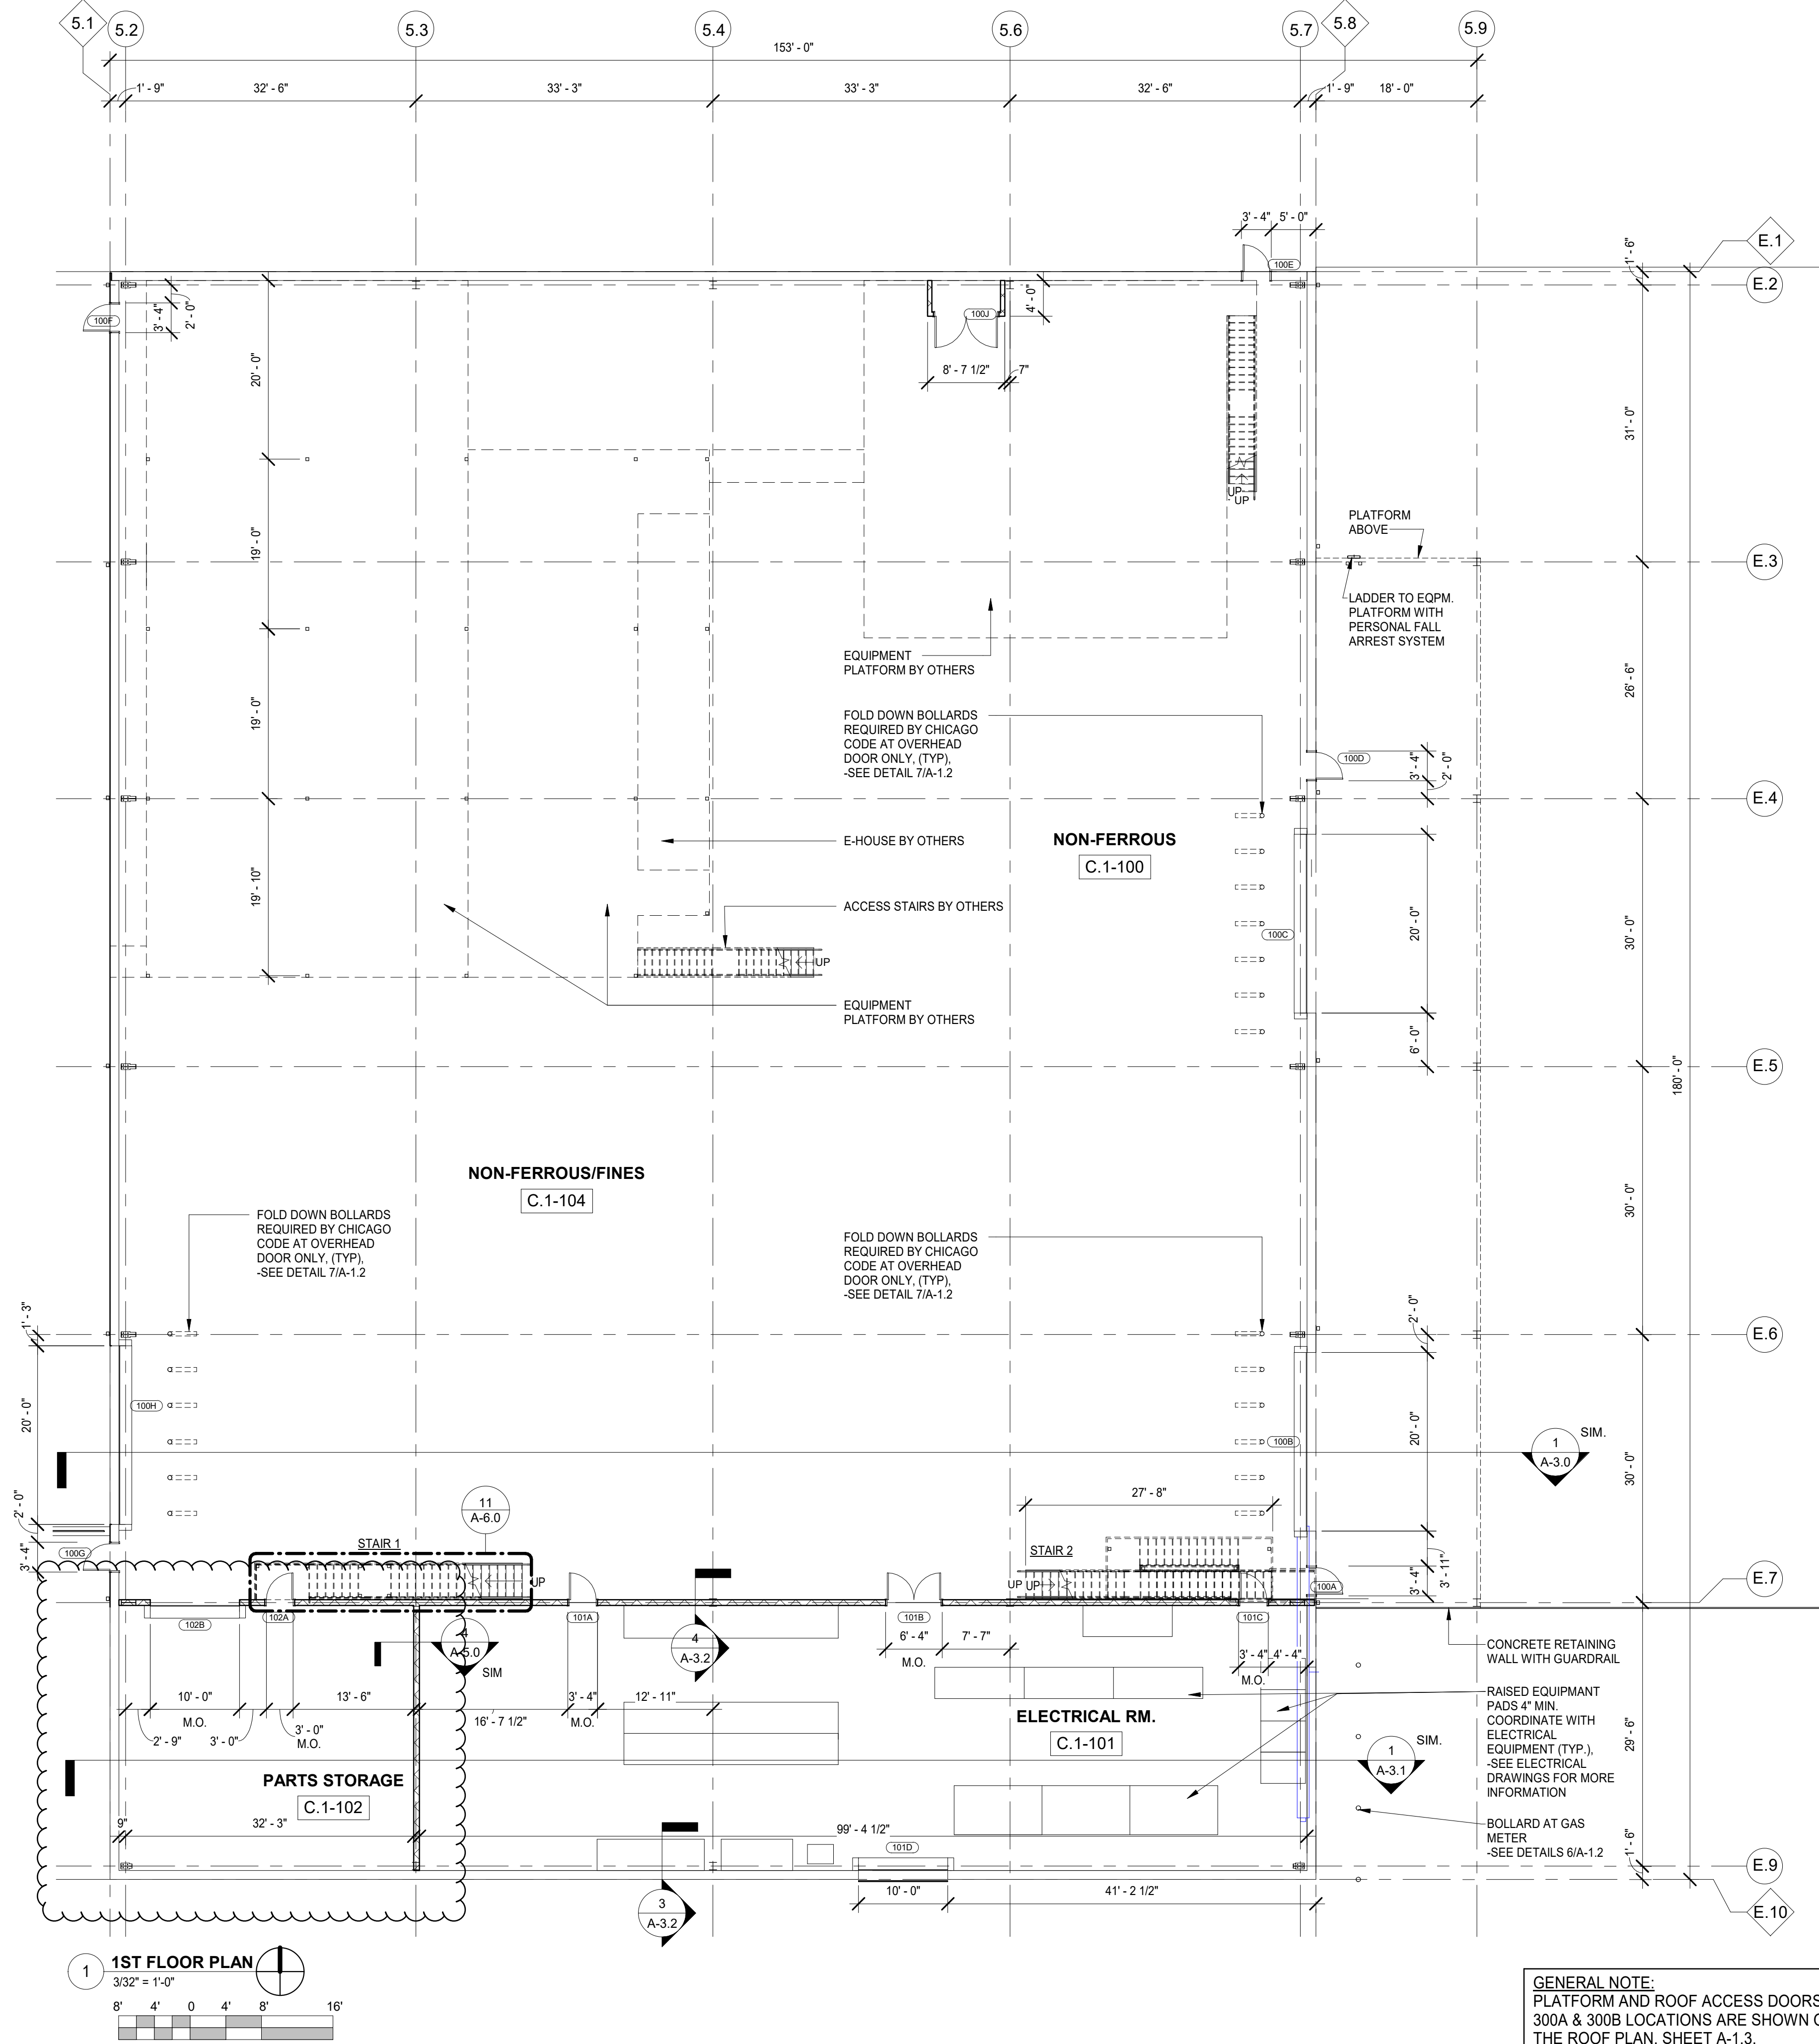 5.1
5.2
5.3
5.4
5.6
5.7
5.8
5.9
153' - 0"
1' - 9"
32' - 6"
33' - 3"
33' - 3"
32' - 6"
1' - 9"
18' - 0"
3' - 4"
5' - 0"
E.1
1' - 6"
100E
E.2
100F
3' - 4"
2' - 0"
100J
4' - 0"
8' - 7 1/2"
7"
20' - 0"
31' - 0"
UP
UP
PLATFORM
ABOVE
19' - 0"
E.3
LADDER TO EQPM.
PLATFORM WITH
PERSONAL FALL
ARREST SYSTEM
EQUIPMENT
PLATFORM BY OTHERS
26' - 6"
19' - 0"
FOLD DOWN BOLLARDS
REQUIRED BY CHICAGO
CODE AT OVERHEAD
DOOR ONLY, (TYP),
-SEE DETAIL 7/A-1.2
100D
3' - 4"
2' - 0"
E.4
E-HOUSE BY OTHERS
NON-FERROUS
C.1-100
19' - 10"
ACCESS STAIRS BY OTHERS
100C
20' - 0"
30' - 0"
UP
EQUIPMENT
PLATFORM BY OTHERS
6' - 0"
E.5
180' - 0"
NON-FERROUS/FINES
C.1-104
30' - 0"
FOLD DOWN BOLLARDS
REQUIRED BY CHICAGO
CODE AT OVERHEAD
DOOR ONLY, (TYP),
-SEE DETAIL 7/A-1.2
FOLD DOWN BOLLARDS
REQUIRED BY CHICAGO
CODE AT OVERHEAD
DOOR ONLY, (TYP),
-SEE DETAIL 7/A-1.2
1' - 3"
2' - 0"
E.6
20' - 0"
100H
100B
20' - 0"
1
A-3.0
SIM.
30' - 0"
2' - 0"
11
A-6.0
27' - 8"
100G
3' - 4"
STAIR 1
UP
STAIR 2
UP
UP
100A
3' - 4"
3' - 11"
E.7
102B
102A
101A
101B
101C
4
A-5.0
SIM
4
A-3.2
6' - 4"
M.O.
7' - 7"
3' - 4"
M.O.
4' - 4"
CONCRETE RETAINING
WALL WITH GUARDRAIL
10' - 0"
M.O.
13' - 6"
3' - 4"
M.O.
12' - 11"
16' - 7 1/2"
2' - 9"
3' - 0"
3' - 0"
M.O.
RAISED EQUIPMANT
PADS 4" MIN.
COORDINATE WITH
ELECTRICAL
EQUIPMENT (TYP.),
-SEE ELECTRICAL
DRAWINGS FOR MORE
INFORMATION
ELECTRICAL RM.
C.1-101
1
A-3.1
SIM.
29' - 6"
PARTS STORAGE
C.1-102
9"
32' - 3"
99' - 4 1/2"
101D
BOLLARD AT GAS
METER
-SEE DETAILS 6/A-1.2
1' - 6"
E.9
10' - 0"
41' - 2 1/2"
3
A-3.2
E.10
1
1ST FLOOR PLAN
3/32" = 1'-0"
8' 4' 0 4' 8' 16'
GENERAL NOTE:
PLATFORM AND ROOF ACCESS DOORS
300A & 300B LOCATIONS ARE SHOWN
THE ROOF PLAN, SHEET A-1.3.